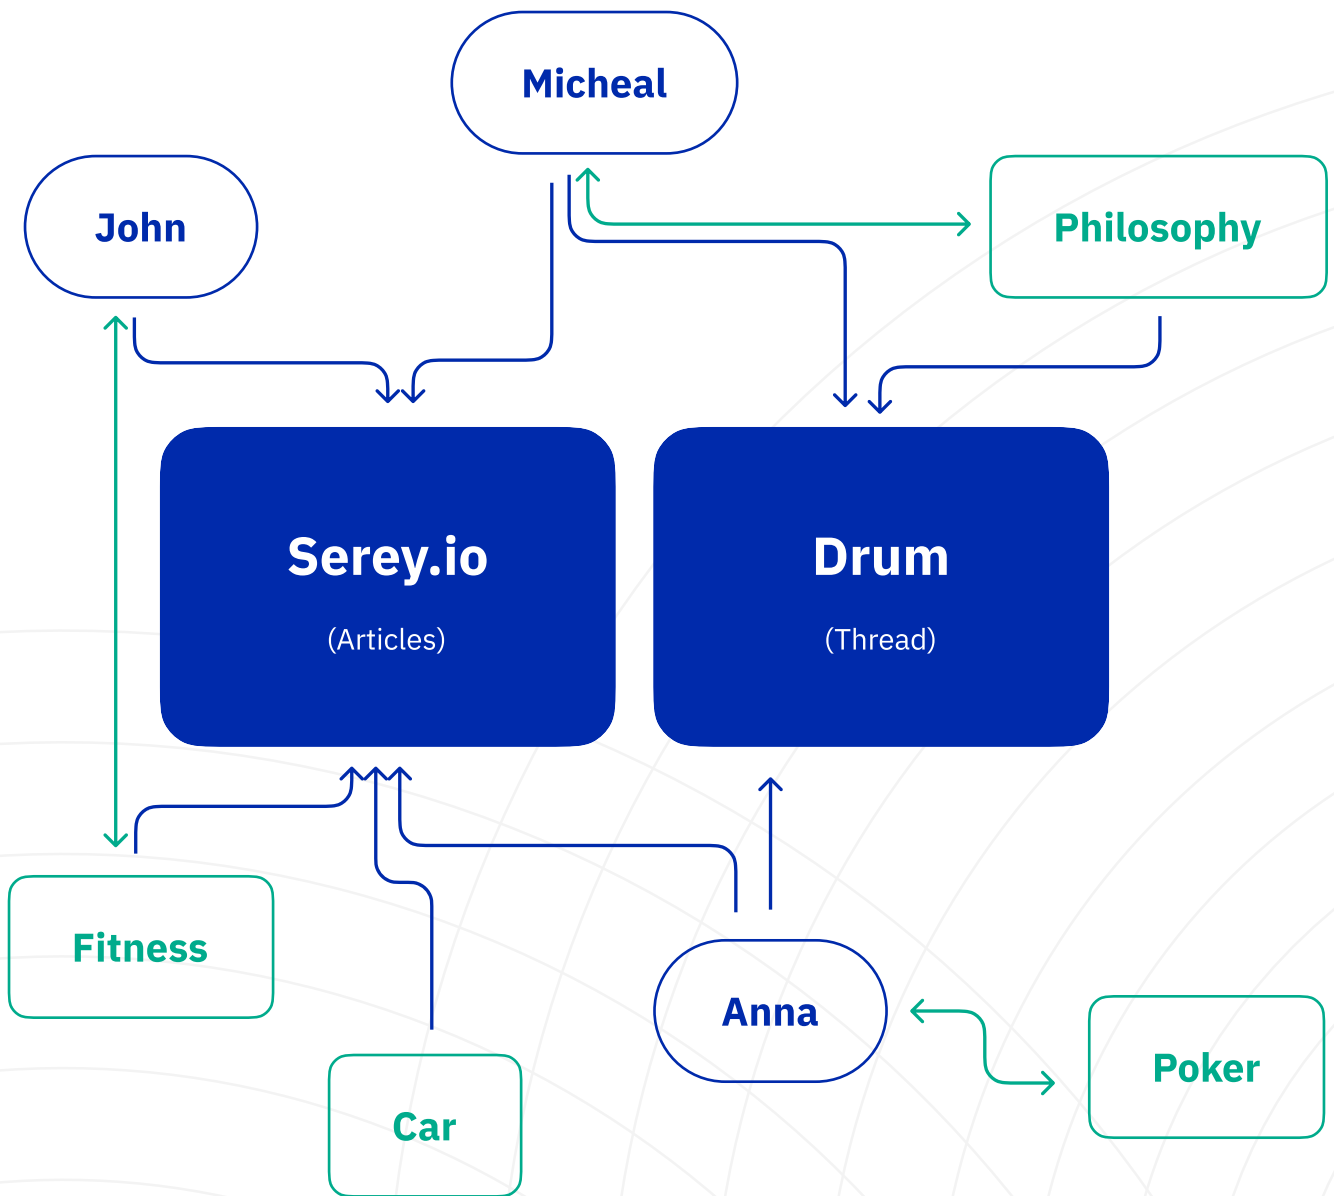 Micheal
John
Philosophy
Serey.io
(Articles)
Drum
(Thread)
Fitness
Anna
Poker
Car